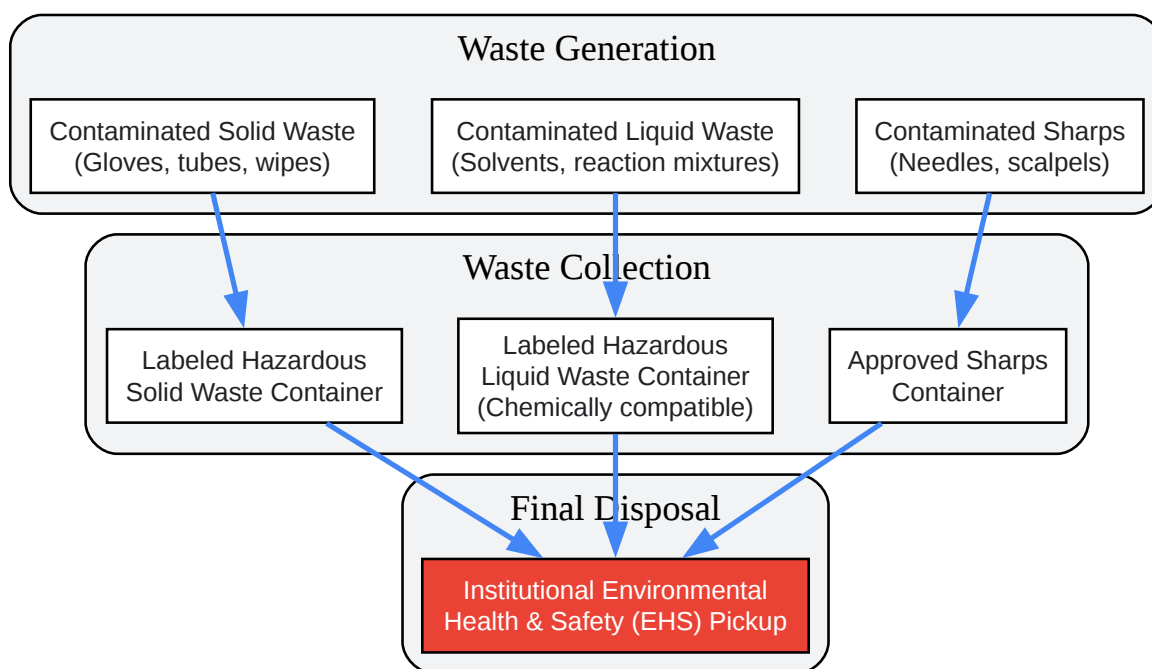 Waste Generation
Contaminated Solid Waste
(Gloves, tubes, wipes)
Contaminated Liquid Waste
(Solvents, reaction mixtures)
Contaminated Sharps
(Needles, scalpels)
Waste Collection
Labeled Hazardous
Solid Waste Container
Labeled Hazardous
Liquid Waste Container
(Chemically compatible)
Approved Sharps
Container
Final Disposal
Institutional Environmental
Health & Safety (EHS) Pickup